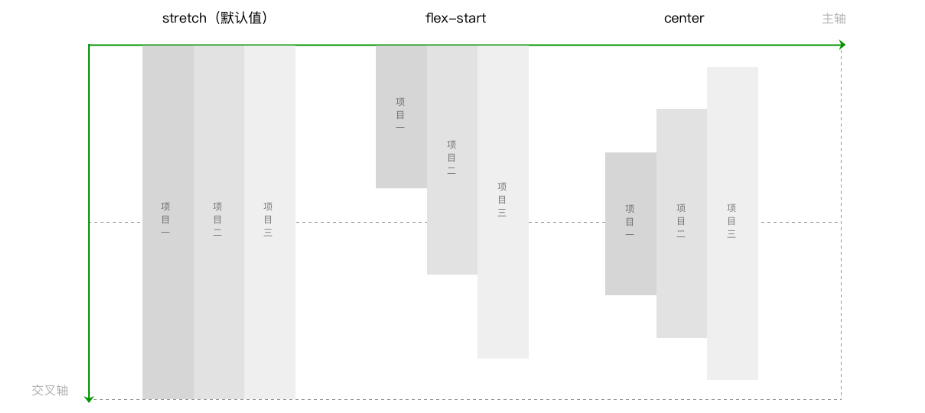 stretch（默认值）
flex-start
center
主轴
项目一
项目二
项目三
项目一
项目二
项目三
项目一
项目二
项目三
交叉轴